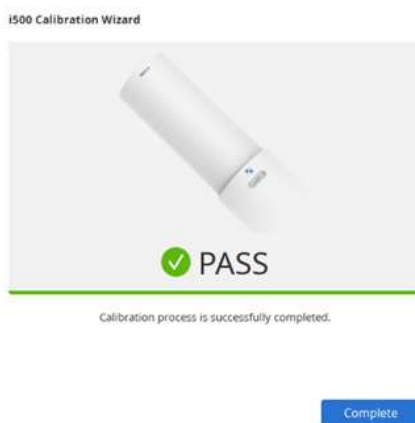 i500 Calibration Wizard
PASS
Calibration process is successfully completed.
Complete